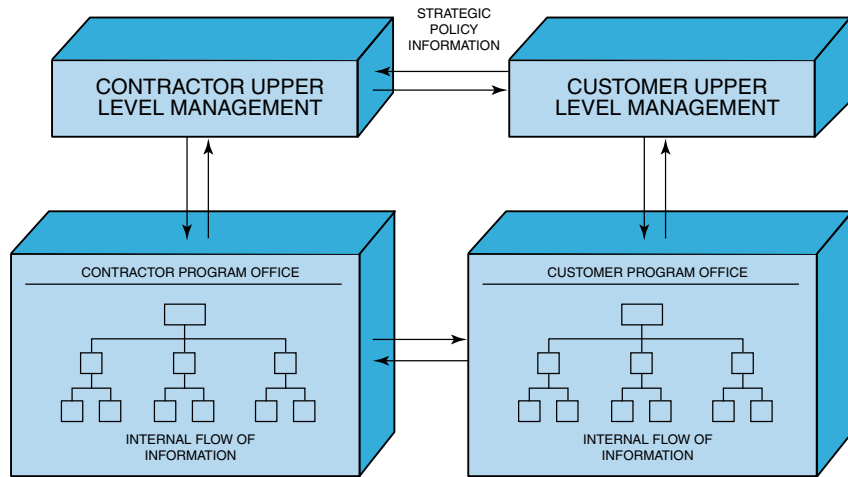 STRATEGIC
POLICY
INFORMATION
CONTRACTOR UPPER
LEVEL MANAGEMENT
CUSTOMER UPPER
LEVEL MANAGEMENT
CONTRACTOR PROGRAM OFFICE
INTERNAL FLOW OF
INFORMATION
CUSTOMER PROGRAM OFFICE
INTERNAL FLOW OF
INFORMATION